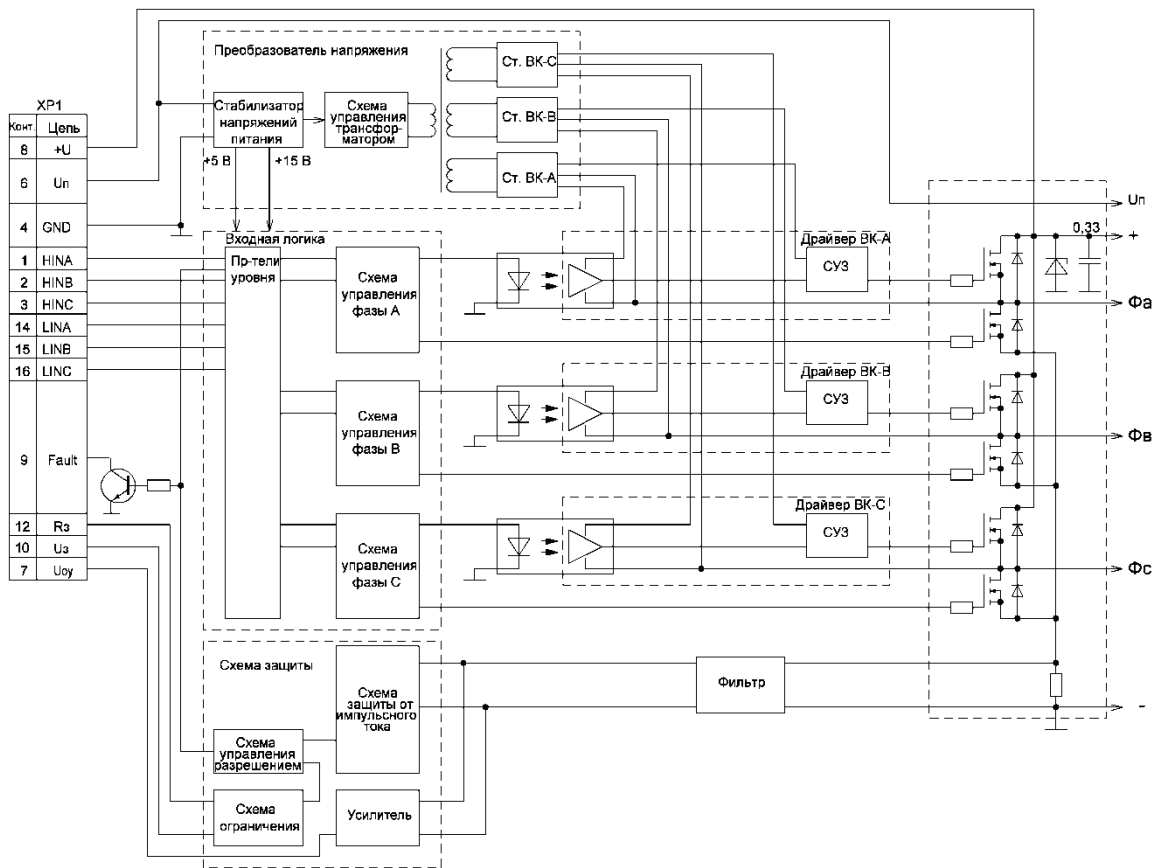 Преобразователь напряжения
Ст. ВК-С
Ст. ВК-В
Ст. ВК-А
Стабилизатор
напряжений
питания
Схема
управления
трансфор-
матором
+5 В
+15 В
XP1
Конт.
Цепь
8
+U
6
Uп
4
GND
1
HINA
2
HINB
3
HINC
14
LINA
15
LINB
16
LINC
9
Fault
12
Rз
10
Uз
7
Uоу
Входная логика
Пр-тели
уровня
Схема
управления
фазы А
Схема
управления
фазы В
Схема
управления
фазы С
Драйвер ВК-А
СУЗ
Драйвер ВК-В
СУЗ
Драйвер ВК-С
СУЗ
Uп
0,33
+
Фа
Фв
Фс
-
Схема защиты
Схема
защиты от
импульсного
тока
Фильтр
Схема
управления
разрешением
Схема
ограничения
Усилитель